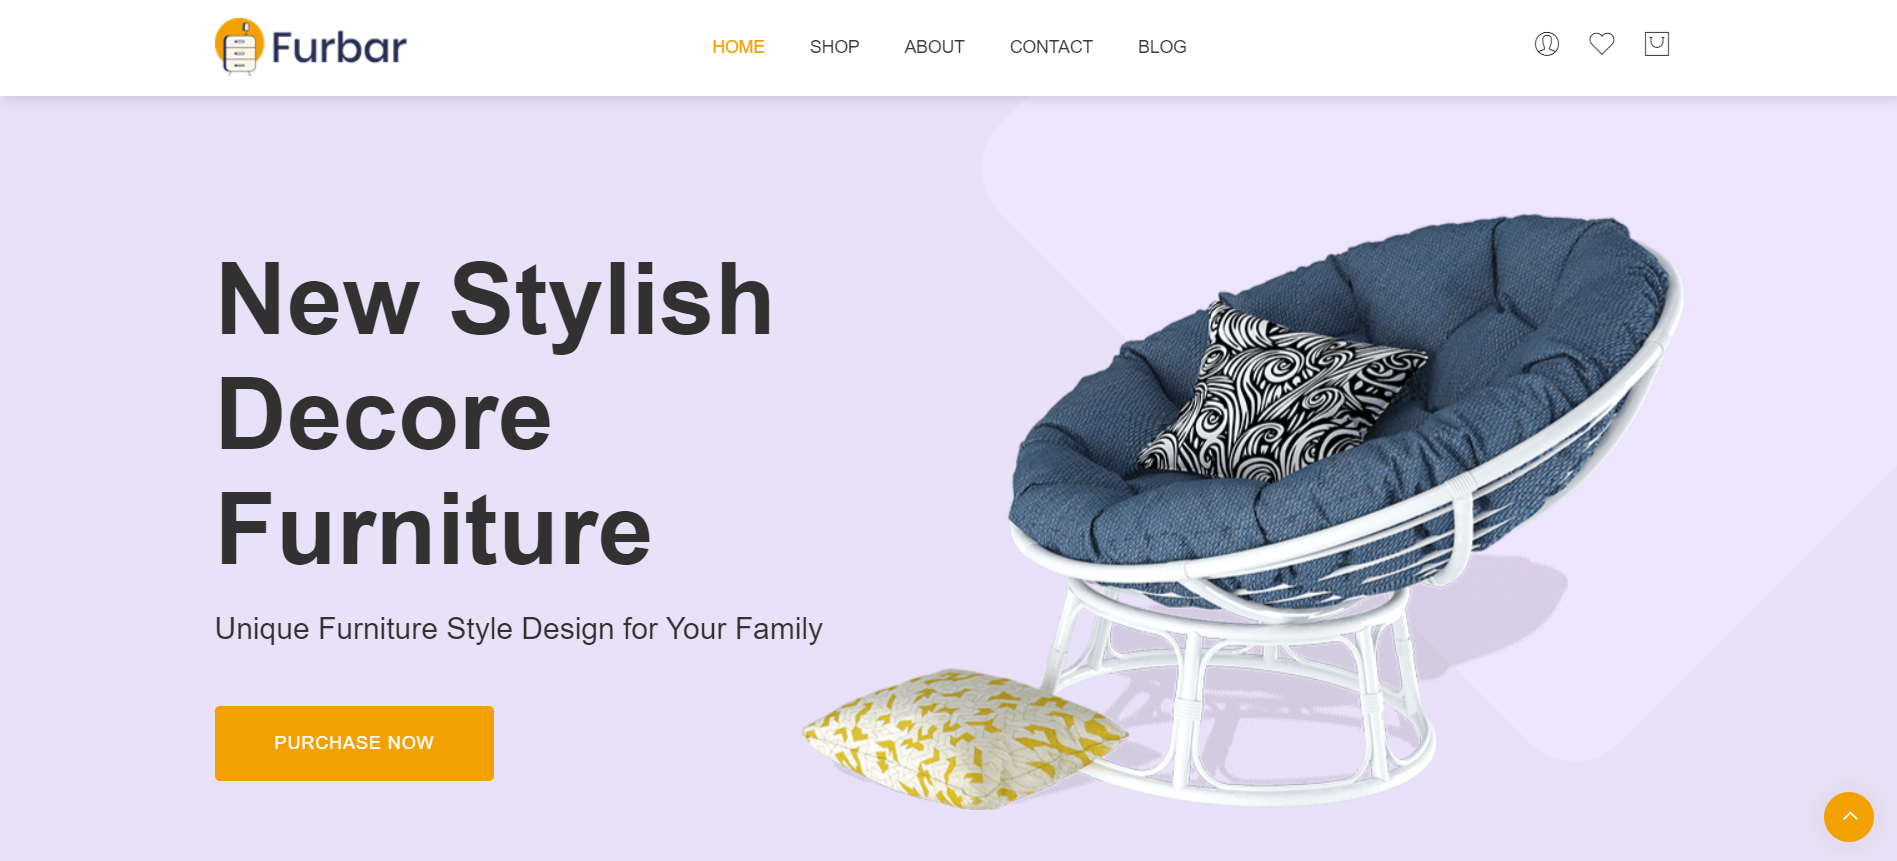 Furbar
HOME
SHOP
ABOUT
CONTACT
BLOG
New Stylish
Decore
Furniture
Unique Furniture Style Design for Your Family
PURCHASE NOW